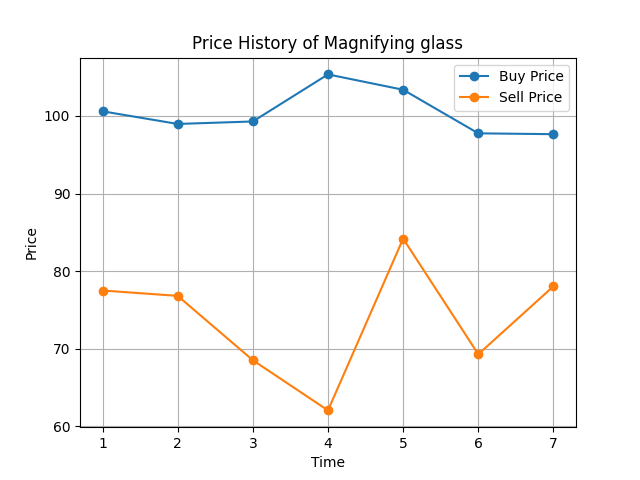 Price History of Magnifying glass
Buy Price
Sell Price
Price
100
90
80
70
60
1 2 3 4 5 6 7
Time